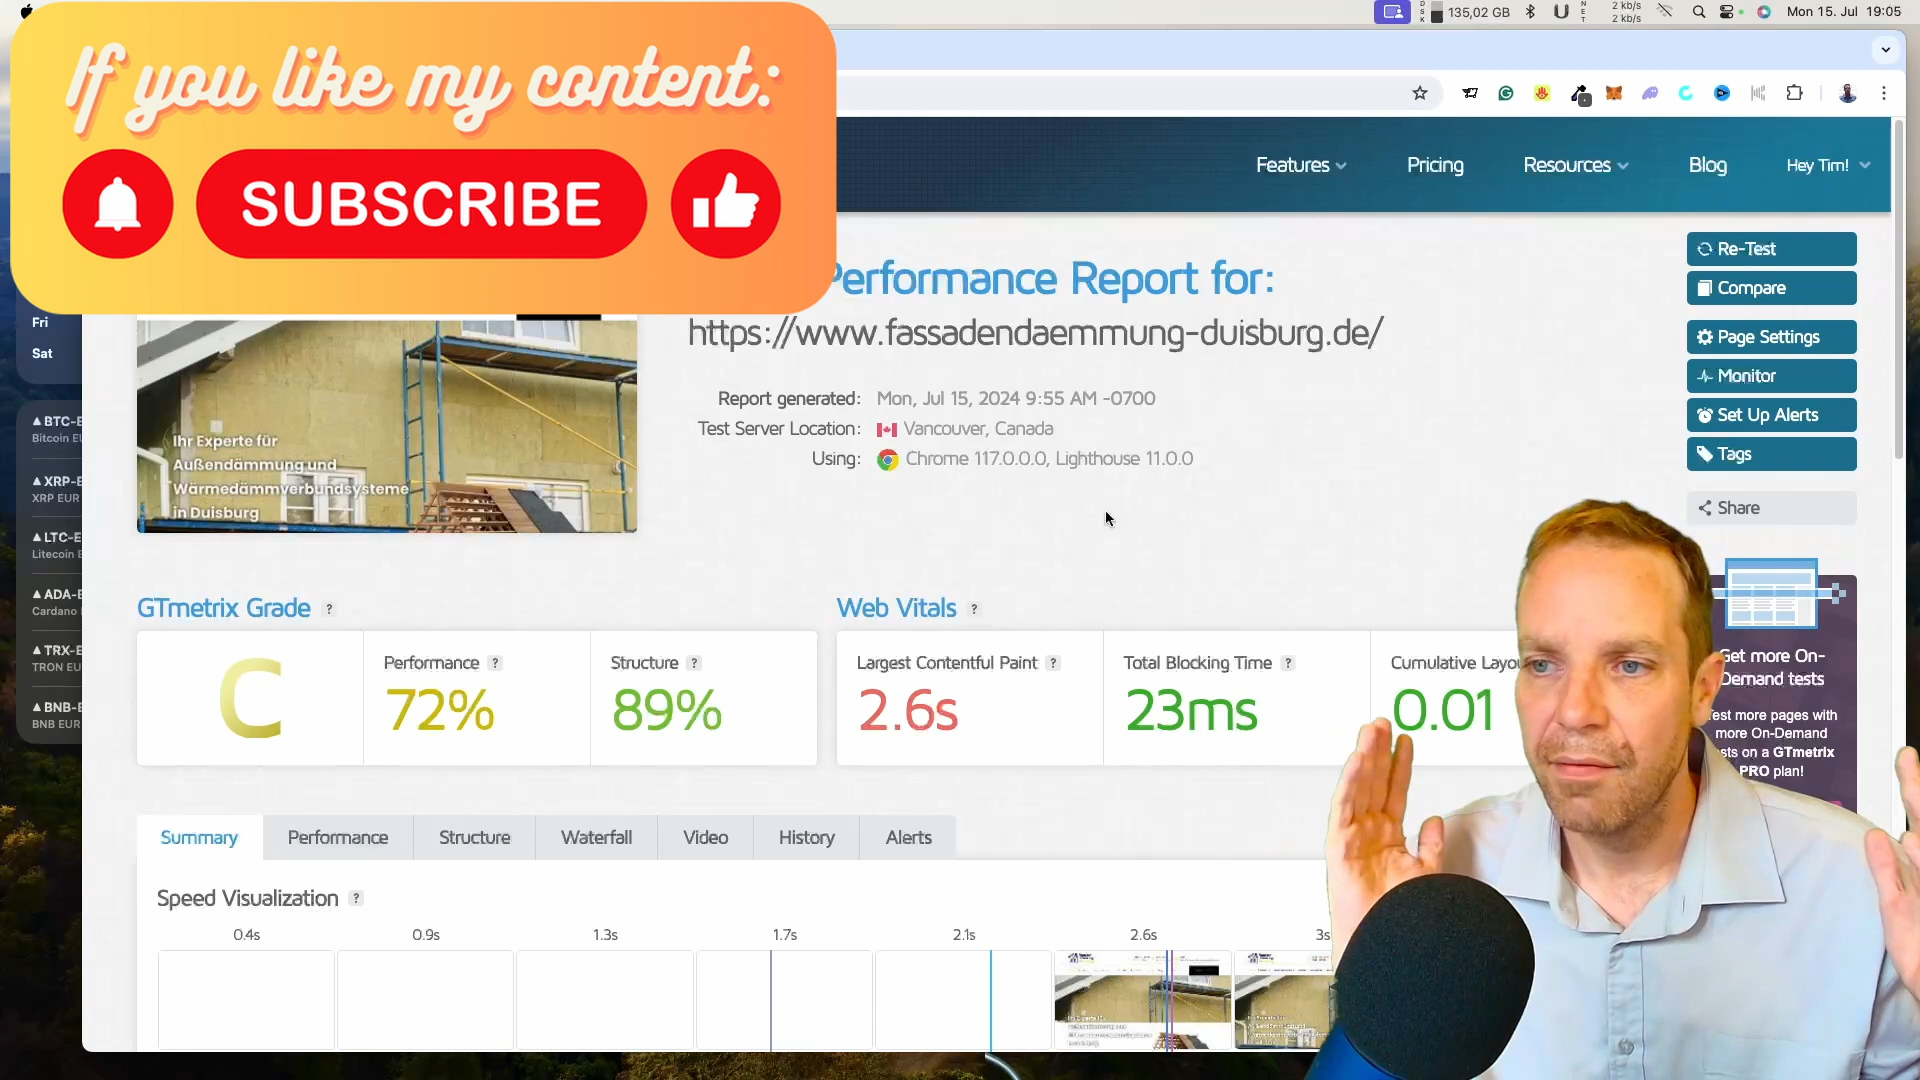 135,02 GB
2 kb/s
2 kb/s
Mon 15. Jul 19:05
If you like my content:
SUBSCRIBE
Features
Pricing
Resources
Blog
Hey Tim!
Performance Report for:
https://www.fassadendaemmung-duisburg.de/
Report generated: Mon, Jul 15, 2024 9:55 AM -0700
Test Server Location: Vancouver, Canada
Using: Chrome 117.0.0.0, Lighthouse 11.0.0
Re-Test
Compare
Page Settings
Monitor
Set Up Alerts
Tags
Share
Fri
Sat
BTC-E
Bitcoin EU
XRP-E
XRP EUR
LTC-E
Litecoin E
ADA-E
Cardano
TRX-E
TRON EU
BNB-E
BNB EUR
Ihr Experte für
Außendämmung und
Wärmedämmverbundsysteme
in Duisburg
GTmetrix Grade ?
C
Performance ?
72%
Structure ?
89%
Web Vitals ?
Largest Contentful Paint ?
2.6s
Total Blocking Time ?
23ms
Cumulative Layou
0.01
Get more On-
Demand tests
Test more pages with
more On-Demand
sts on a GTmetrix
PRO plan!
Summary
Performance
Structure
Waterfall
Video
History
Alerts
Speed Visualization ?
0.4s
0.9s
1.3s
1.7s
2.1s
2.6s
3s